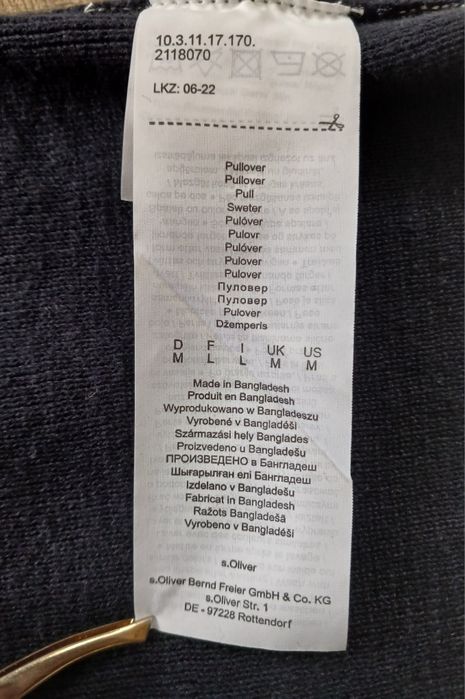 10.3.11.17.170.
2118070
LKZ: 06-22
Pullover
Pullover
Pull
Sweter
Pulóver
Pulovr
Pulóver
Pulover
Pulover
Пуловер
Пуловер
Pulover
Džemperis
D F I UK US
M L L M M
Made in Bangladesh
Produit en Bangladesh
Wyprodukowano w Bangladeszu
Vyrobené v Bangladéši
Származási hely Banglades
Proizvedeno u Bangladešu
ПРОИЗВЕДЕНО в Бангладеш
Шығарылған елі Бангладеш
Izdelano v Bangladešu
Fabricat in Bangladesh
Ražots Bangladešā
Vyrobeno v Bangladéši
s.Oliver
s.Oliver Bernd Freier GmbH & Co. KG
s.Oliver Str. 1
DE - 97228 Rottendorf